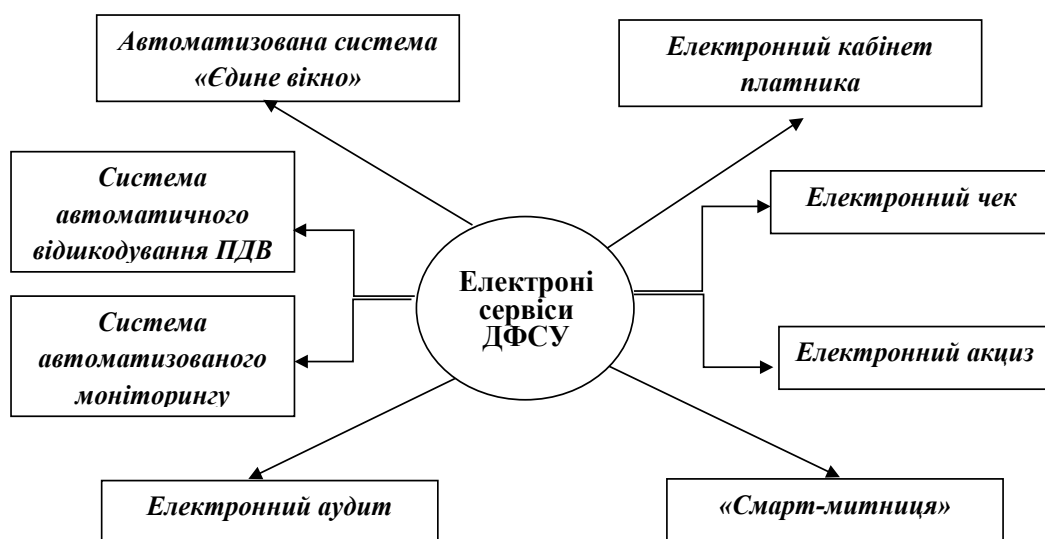 Автоматизована система
«Єдине вікно»
Електронний кабінет
платника
Система
автоматичного
відшкодування ПДВ
Електронний чек
Електроні
сервіси
ДФСУ
Система
автоматизованого
моніторингу
Електронний акциз
Електронний аудит
«Смарт-митниця»